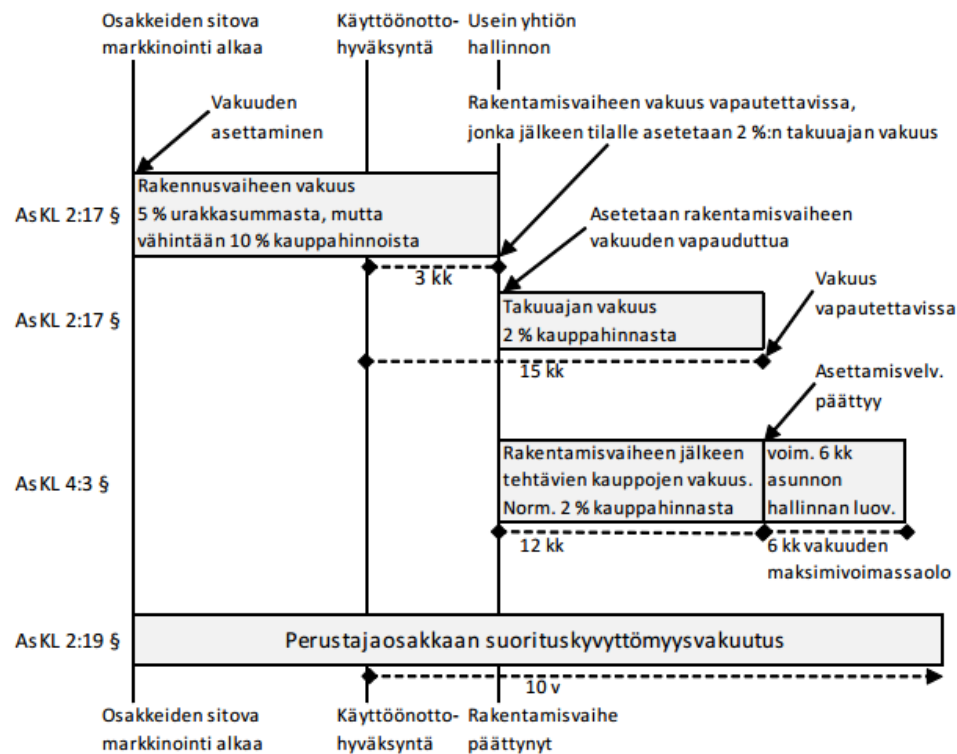 Osakkeiden sitova
markkinointi alkaa
Käyttöönotto-
hyväksyntä
Usein yhtiön
hallinnon
Vakuuden
asettaminen
Rakentamisvaiheen vakuus vapautettavissa,
jonka jälkeen tilalle asetetaan 2 %:n takuuajan vakuus
AsKL 2:17 §
Rakennusvaiheen vakuus
5 % urakkasummasta, mutta
vähintään 10 % kauppahinnoista
Asetetaan rakentamisvaiheen
vakuuden vapauduttua
3 kk
AsKL 2:17 §
Takuuajan vakuus
2 % kauppahinnasta
Vakuus
vapautettavissa
15 kk
Asettamisvelv.
päättyy
AsKL 4:3 §
Rakentamisvaiheen jälkeen
tehtävien kauppojen vakuus.
Norm. 2 % kauppahinnasta
voim. 6 kk
asunnon
hallinnan luov.
12 kk
6 kk vakuuden
maksimivoimassaolo
AsKL 2:19 §
Perustajaosakkaan suorituskyvyttömyysvakuutus
10 v
Osakkeiden sitova
markkinointi alkaa
Käyttöönotto-
hyväksyntä
Rakentamisvaihe
päättynyt